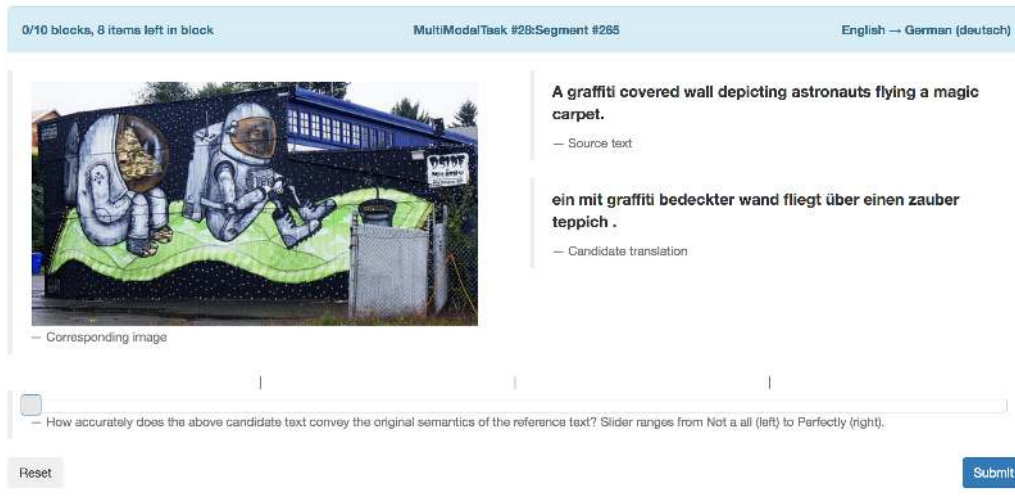 0/10 blocks, 8 items left in block
MultiModalTask #28:Segment #265
English → German (deutsch)
A graffiti covered wall depicting astronauts flying a magic
carpet.
— Source text
ein mit graffiti bedeckter wand fliegt über einen zauber
teppich .
— Candidate translation
DSIDE
— Corresponding image
— How accurately does the above candidate text convey the original semantics of the reference text? Slider ranges from Not a all (left) to Perfectly (right).
Reset
Submit